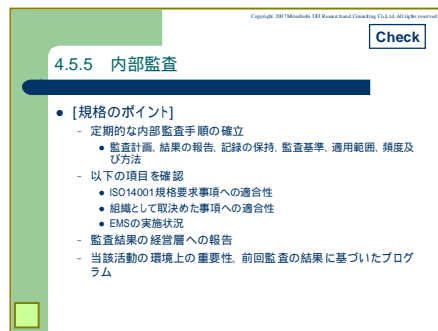 Copyright 2007 Mitsubishi UFJ Research and Consulting Co.,Ltd. All rights reserved.
Check
4.5.5 内部監査
● [規格のポイント]
- 定期的な内部監査手順の確立
● 監査計画、結果の報告、記録の保持、監査基準、適用範囲、頻度及
び方法
- 以下の項目を確認
● ISO14001規格要求事項への適合性
● 組織として取決めた事項への適合性
● EMSの実施状況
- 監査結果の経営層への報告
- 当該活動の環境上の重要性、前回監査の結果に基づいたプログ
ラム